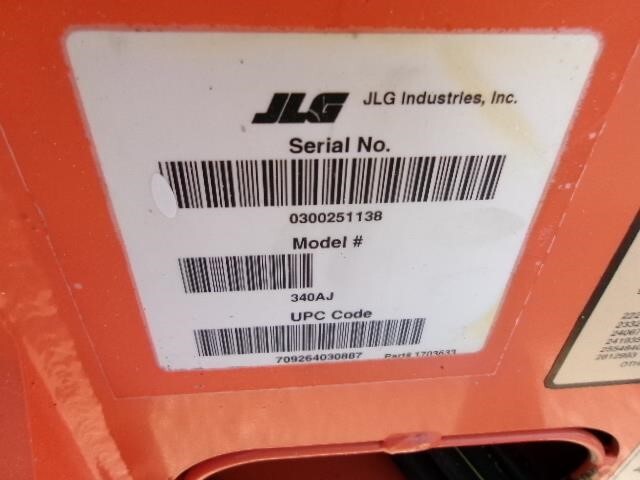 JLG JLG Industries, Inc.
Serial No.
0300251138
Model #
340AJ
UPC Code
709264030887 Part# 1703633